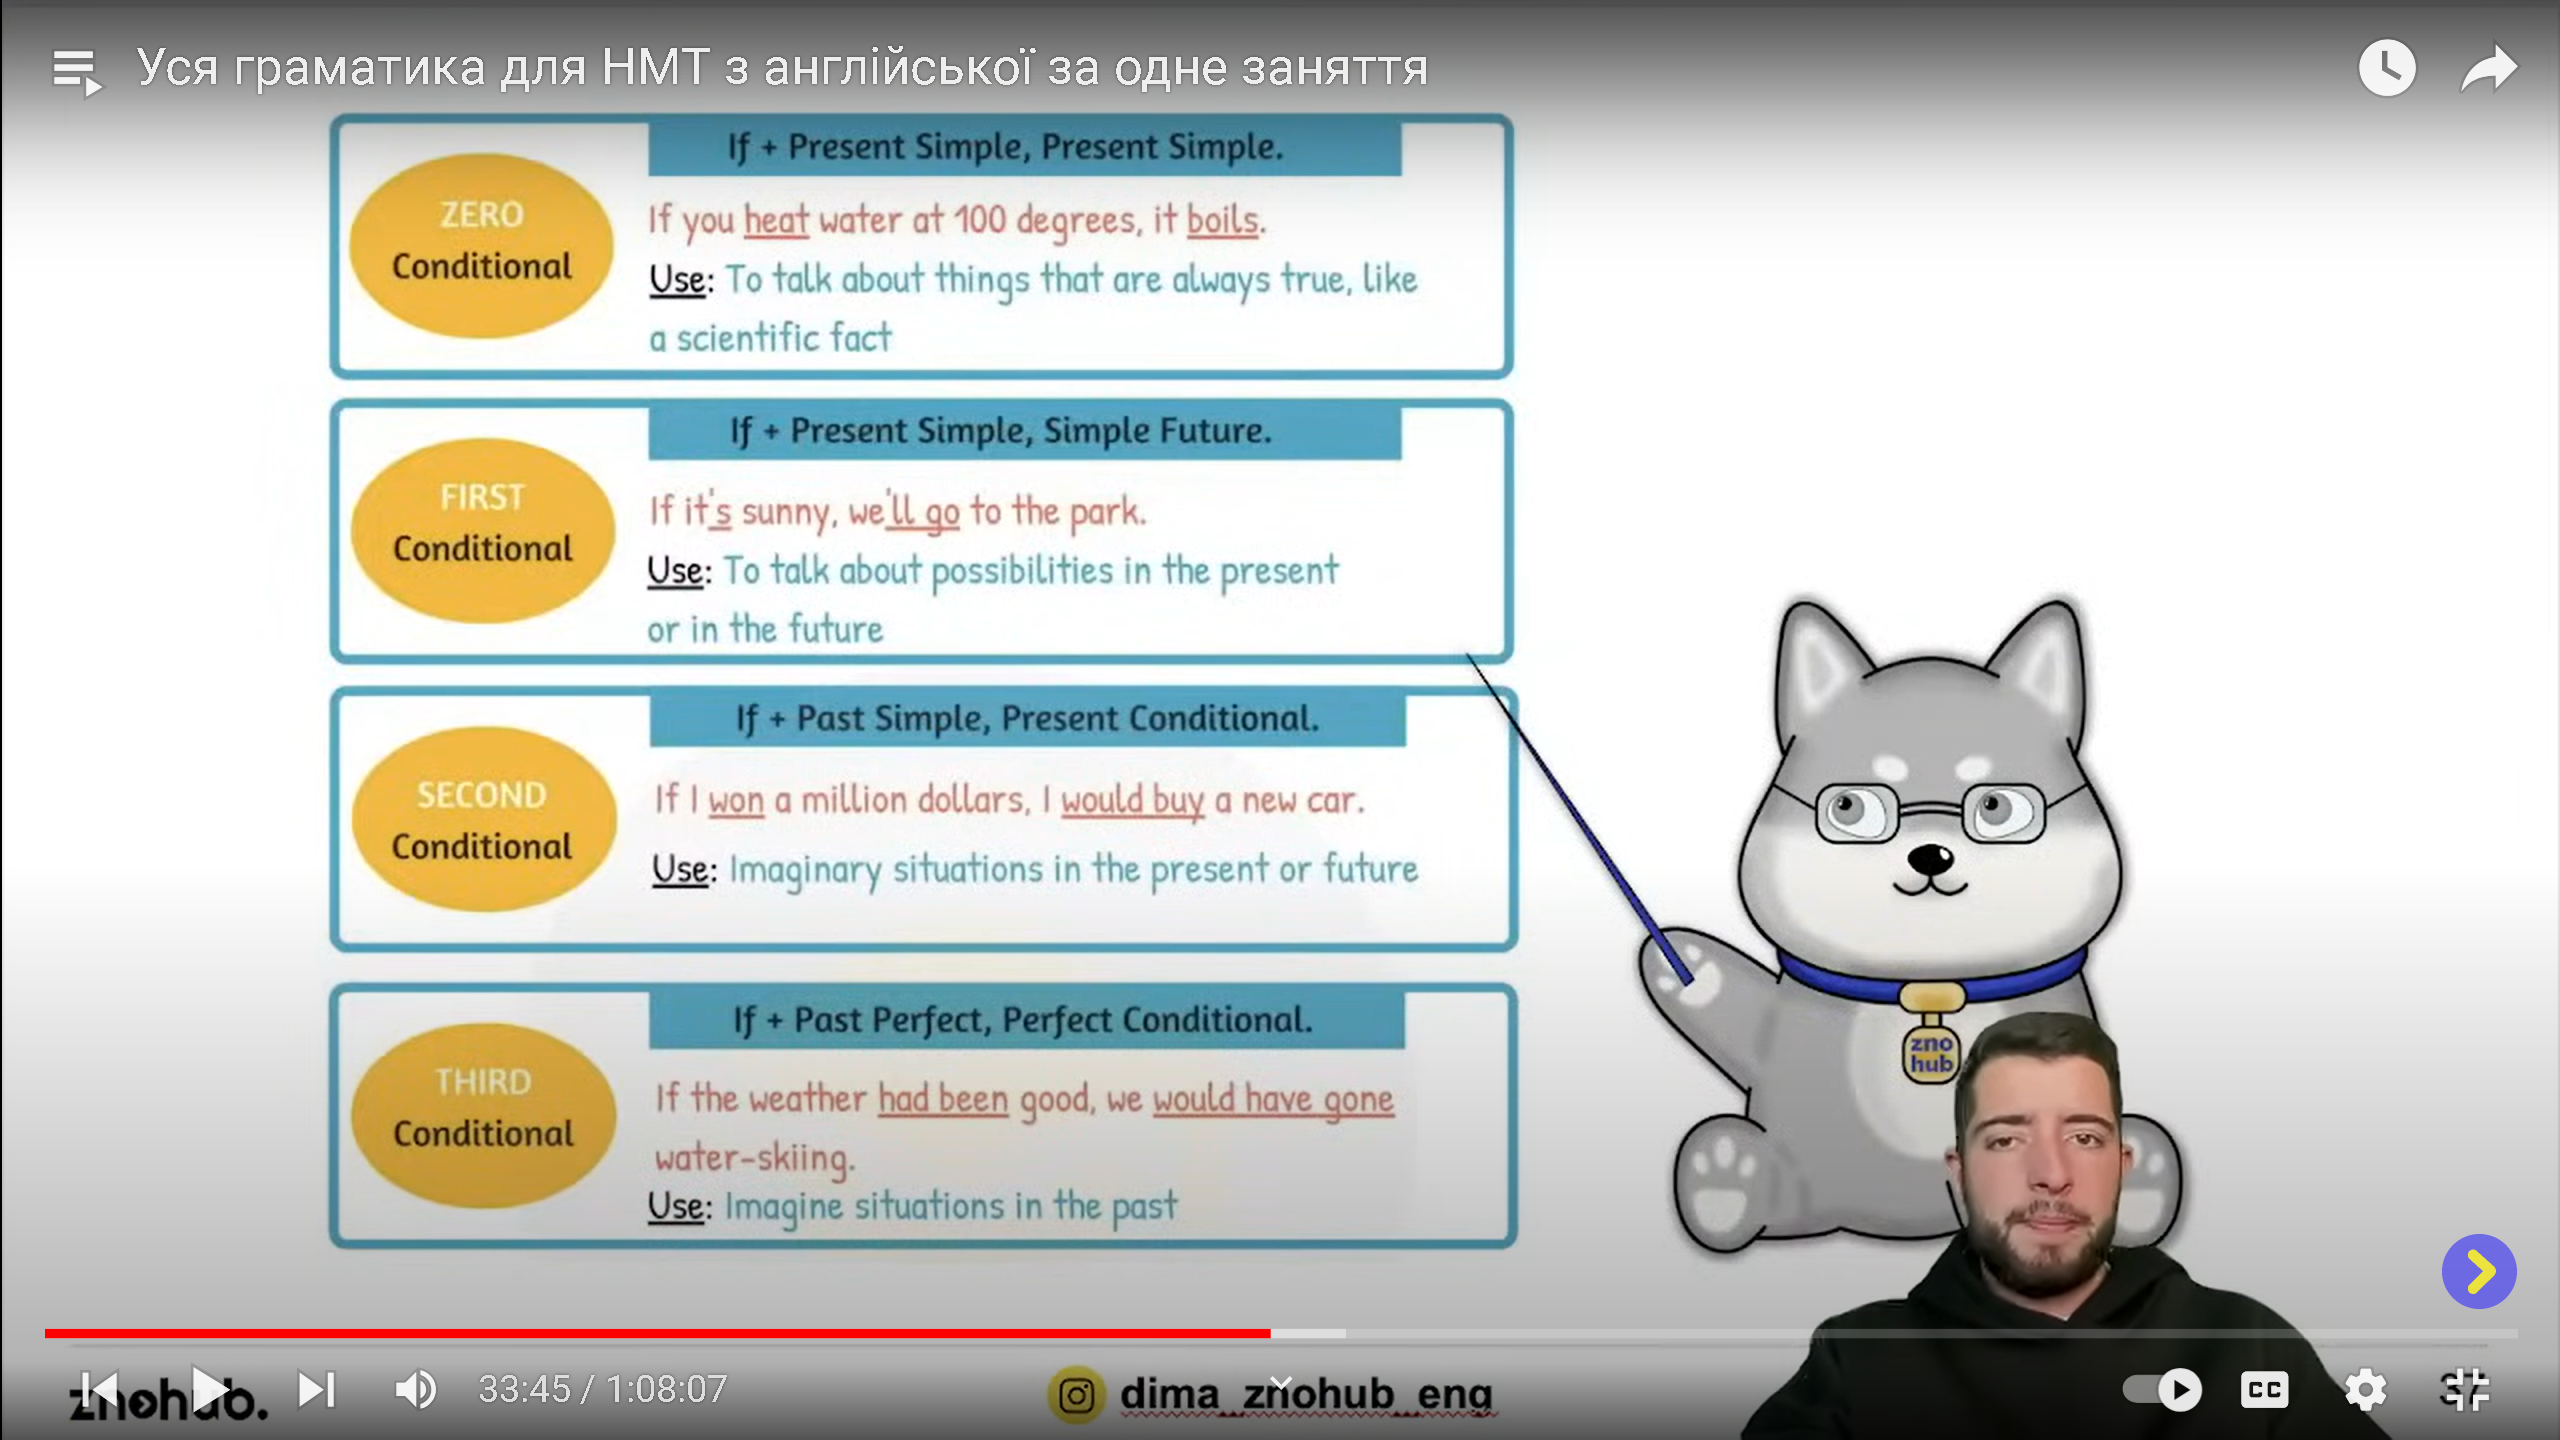 Уся граматика для НМТ з англійської за одне заняття
If + Present Simple, Present Simple.
ZERO
Conditional
If you heat water at 100 degrees, it boils.
Use: To talk about things that are always true, like
a scientific fact
If + Present Simple, Simple Future.
FIRST
Conditional
If it's sunny, we'll go to the park.
Use: To talk about possibilities in the present
or in the future
If + Past Simple, Present Conditional.
SECOND
Conditional
If I won a million dollars, I would buy a new car.
Use: Imaginary situations in the present or future
If + Past Perfect, Perfect Conditional.
THIRD
Conditional
If the weather had been good, we would have gone
water-skiing.
Use: Imagine situations in the past
zno
hub
znohub.
33:45 / 1:08:07
dima_znohub_eng
CC
37